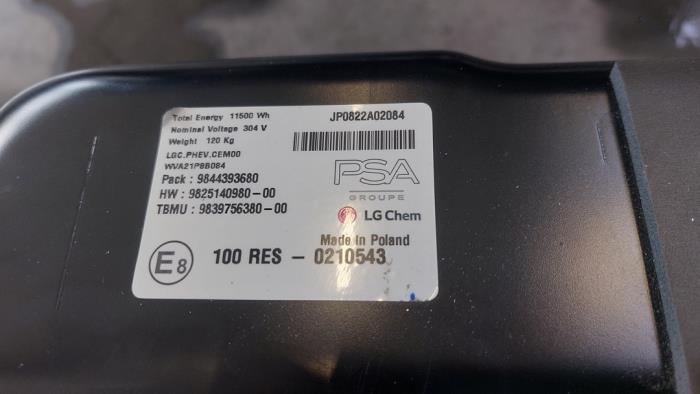 Total Energy 11500 Wh
Nominal Voltage 304 V
Weight 120 Kg
LGC.PHEV.CEM00
WVA21P9B084
Pack : 9844393680
HW : 9825140980-00
TBMU : 9839756380-00
JP0822A02084
PSA
GROUPE
LG Chem
Made in Poland
E8 100 RES - 0210543